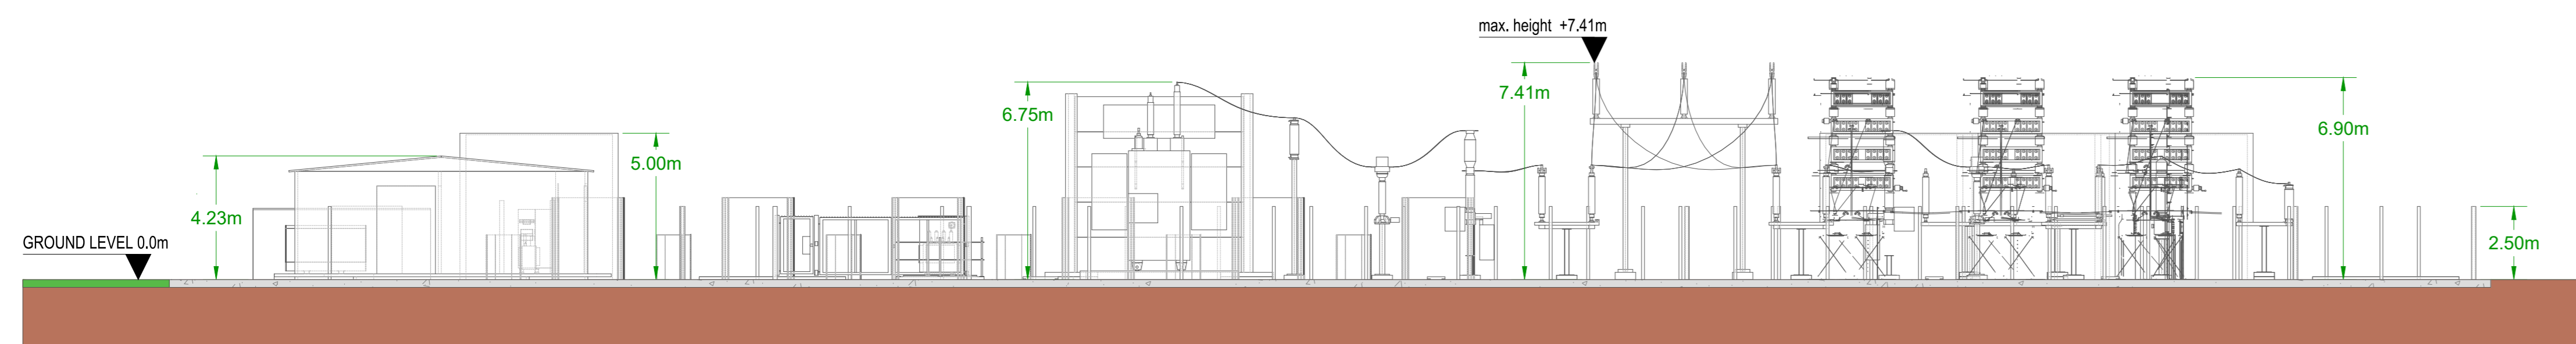 max. height +7.41m
6.75m
7.41m
6.90m
5.00m
4.23m
GROUND LEVEL 0.0m
2.50m